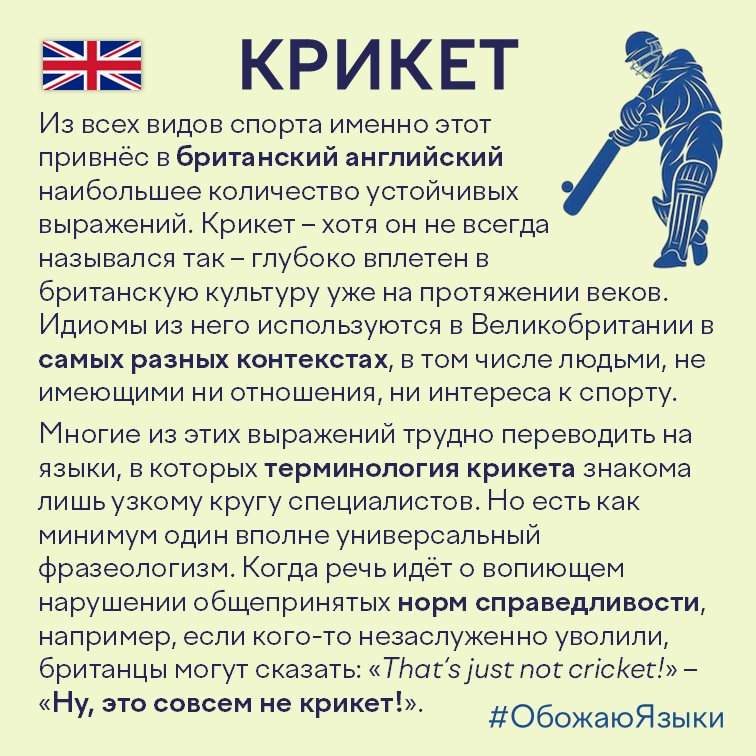 КРИКЕТ
Из всех видов спорта именно этот
привнёс в британский английский
наибольшее количество устойчивых
выражений. Крикет – хотя он не всегда
назывался так – глубоко вплетен в
британскую культуру уже на протяжении веков.
Идиомы из него используются в Великобритании в
самых разных контекстах, в том числе людьми, не
имеющими ни отношения, ни интереса к спорту.
Многие из этих выражений трудно переводить на
языки, в которых терминология крикета знакома
лишь узкому кругу специалистов. Но есть как
минимум один вполне универсальный
фразеологизм. Когда речь идёт о вопиющем
нарушении общепринятых норм справедливости,
например, если кого-то незаслуженно уволили,
британцы могут сказать: «That’s just not cricket!» –
«Ну, это совсем не крикет!».
#ОбожаюЯзыки